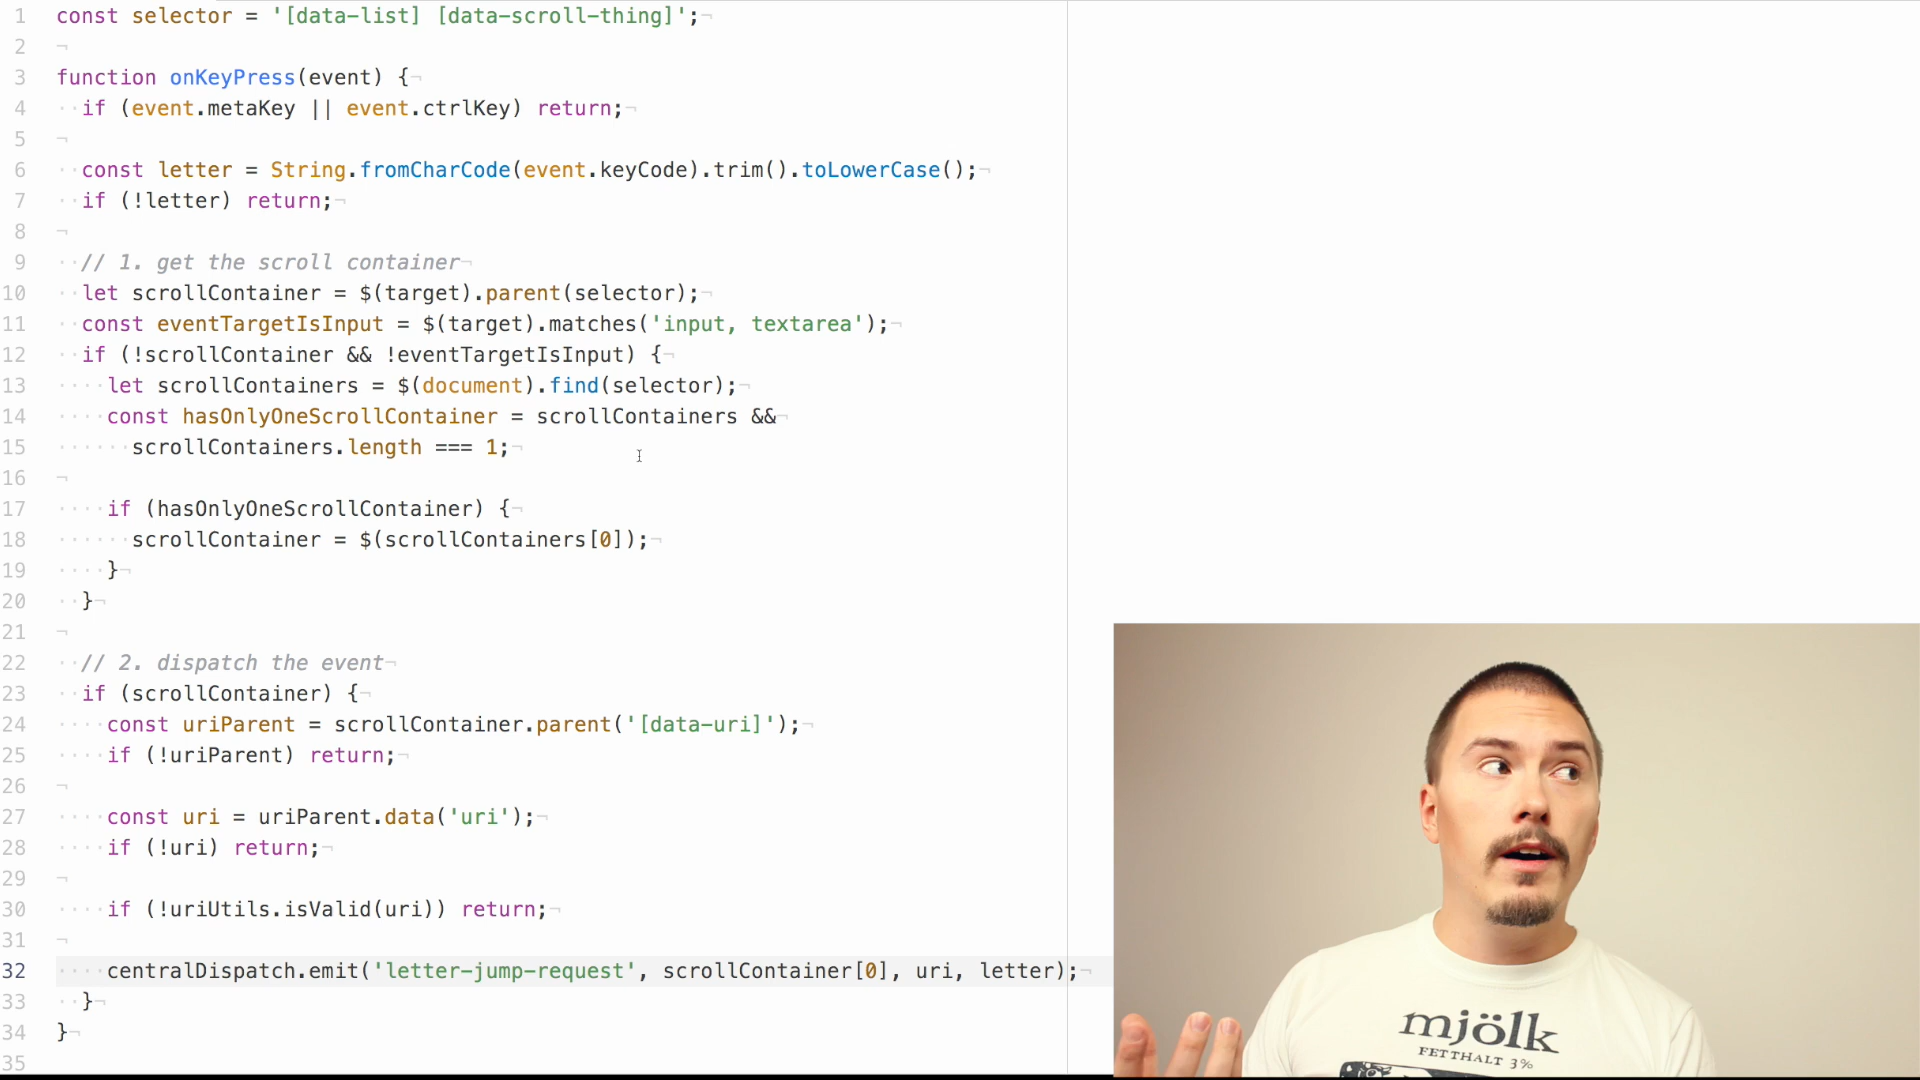 1 const selector = '[data-list] [data-scroll-thing]';¬
2 ¬
3 function onKeyPress(event) {¬
4 ··if (event.metaKey || event.ctrlKey) return;¬
5 ¬
6 ··const letter = String.fromCharCode(event.keyCode).trim().toLowerCase();¬
7 ··if (!letter) return;¬
8 ¬
9 ··// 1. get the scroll container¬
10 ··let scrollContainer = $(target).parent(selector);¬
11 ··const eventTargetIsInput = $(target).matches('input, textarea');¬
12 ··if (!scrollContainer && !eventTargetIsInput) {¬
13 ····let scrollContainers = $(document).find(selector);¬
14 ····const hasOnlyOneScrollContainer = scrollContainers &&¬
15 ······scrollContainers.length === 1;¬
16 ¬
17 ····if (hasOnlyOneScrollContainer) {¬
18 ······scrollContainer = $(scrollContainers[0]);¬
19 ····}¬
20 ··}¬
21 ¬
22 ··// 2. dispatch the event¬
23 ··if (scrollContainer) {¬
24 ····const uriParent = scrollContainer.parent('[data-uri]');¬
25 ····if (!uriParent) return;¬
26 ¬
27 ····const uri = uriParent.data('uri');¬
28 ····if (!uri) return;¬
29 ¬
30 ····if (!uriUtils.isValid(uri)) return;¬
31 ¬
32 ····centralDispatch.emit('letter-jump-request', scrollContainer[0], uri, letter);¬
33 ··}¬
34 }¬
35
mjölk
FETTHALT 3%